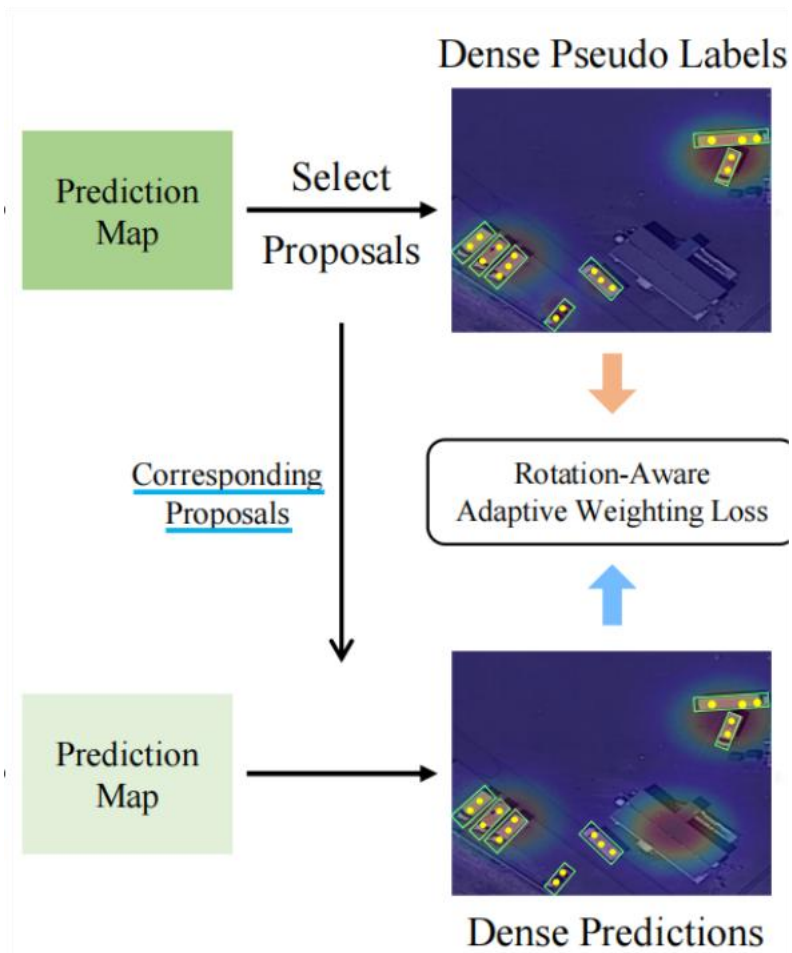 Dense Pseudo Labels
Prediction
Map
Select
Proposals
Corresponding
Proposals
Rotation-Aware
Adaptive Weighting Loss
Prediction
Map
Dense Predictions